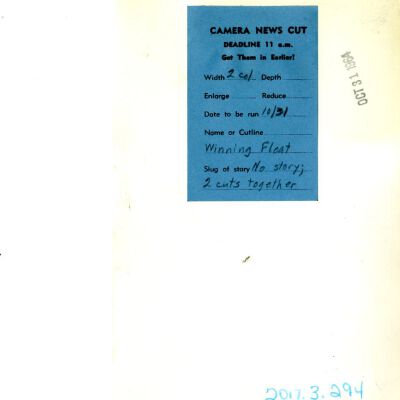 CAMERA NEWS CUT
DEADLINE 11 a.m.
Get Them in Earlier!
Width 2 col Depth
Enlarge Reduce
Date to be run 10/31
Name or Cutline
Winning Float
Slug of story No story;
2 cuts together
OCT 31 1964
2017.3.294